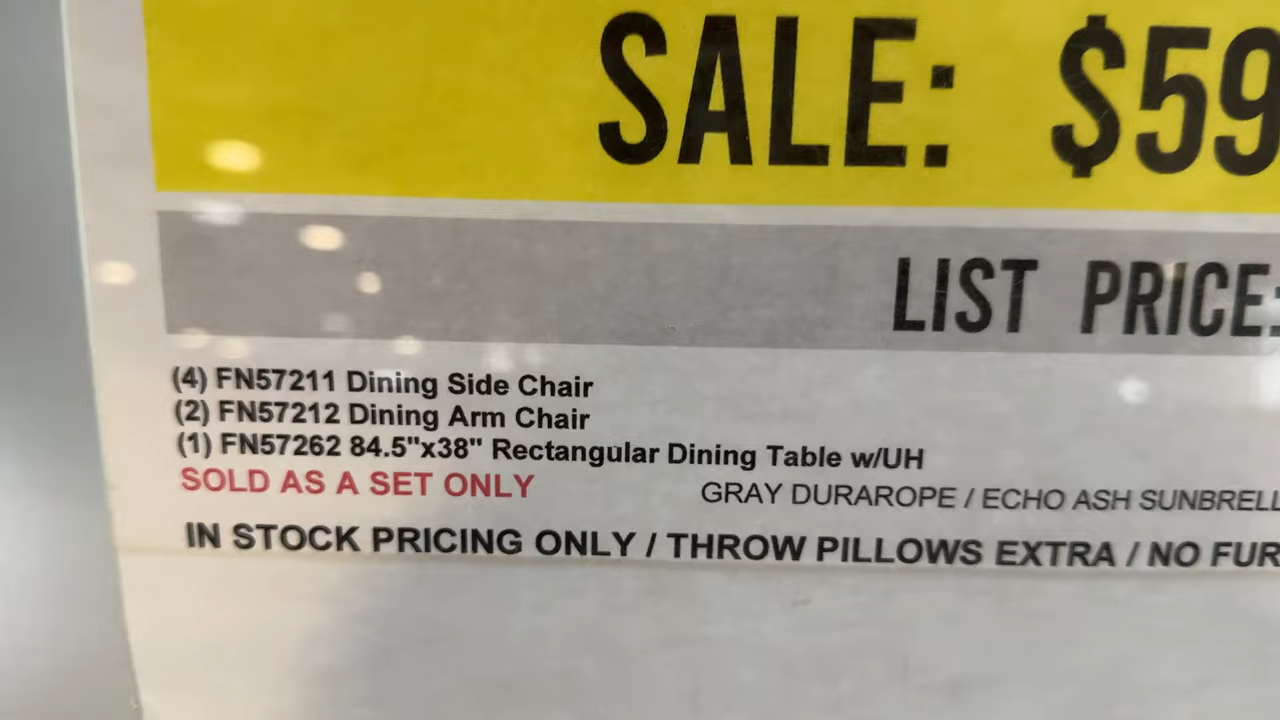 SALE: $59
LIST PRICE:
(4) FN57211 Dining Side Chair
(2) FN57212 Dining Arm Chair
(1) FN57262 84.5"x38" Rectangular Dining Table w/UH
SOLD AS A SET ONLY
GRAY DURAROPE / ECHO ASH SUNBRELL
IN STOCK PRICING ONLY / THROW PILLOWS EXTRA / NO FUR